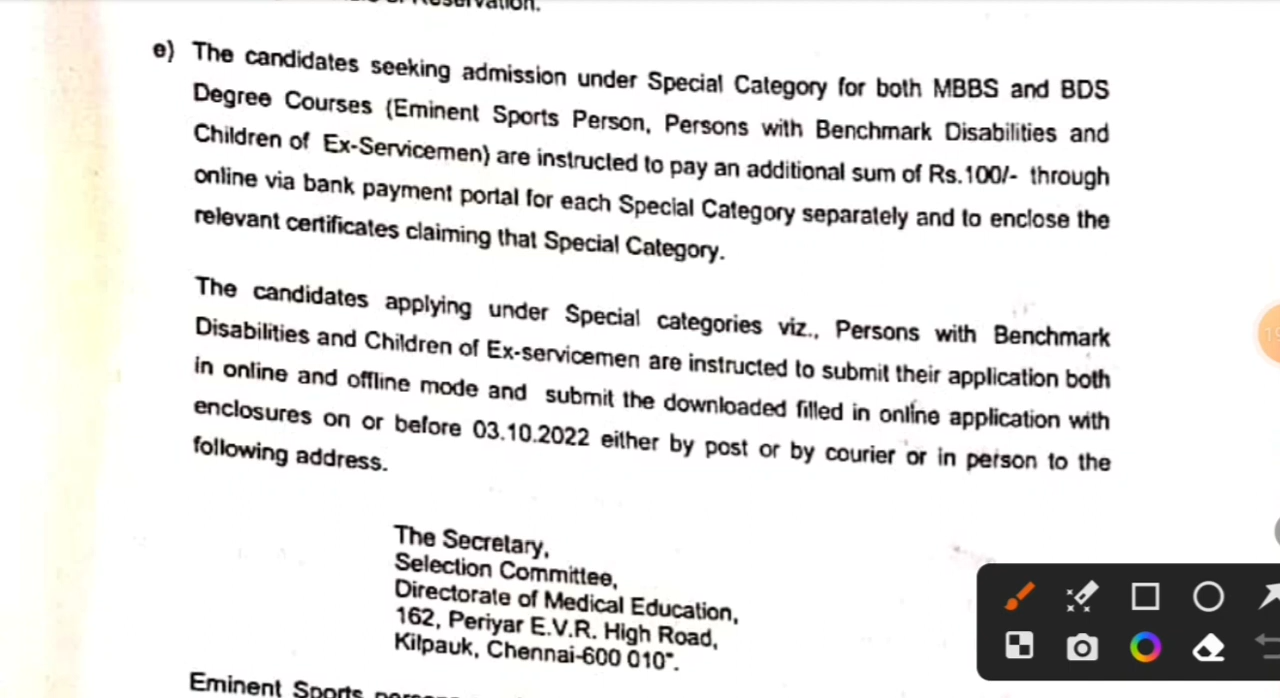 Reservation.
e) The candidates seeking admission under Special Category for both MBBS and BDS
Degree Courses (Eminent Sports Person, Persons with Benchmark Disabilities and
Children of Ex-Servicemen) are instructed to pay an additional sum of Rs.100/- through
online via bank payment portal for each Special Category separately and to enclose the
relevant certificates claiming that Special Category.
The candidates applying under Special categories viz., Persons with Benchmark
Disabilities and Children of Ex-servicemen are instructed to submit their application both
in online and offline mode and submit the downloaded filled in online application with
enclosures on or before 03.10.2022 either by post or by courier or in person to the
following address.
The Secretary,
Selection Committee,
Directorate of Medical Education,
162, Periyar E.V.R. High Road,
Kilpauk, Chennai-600 010".
Eminent Sports